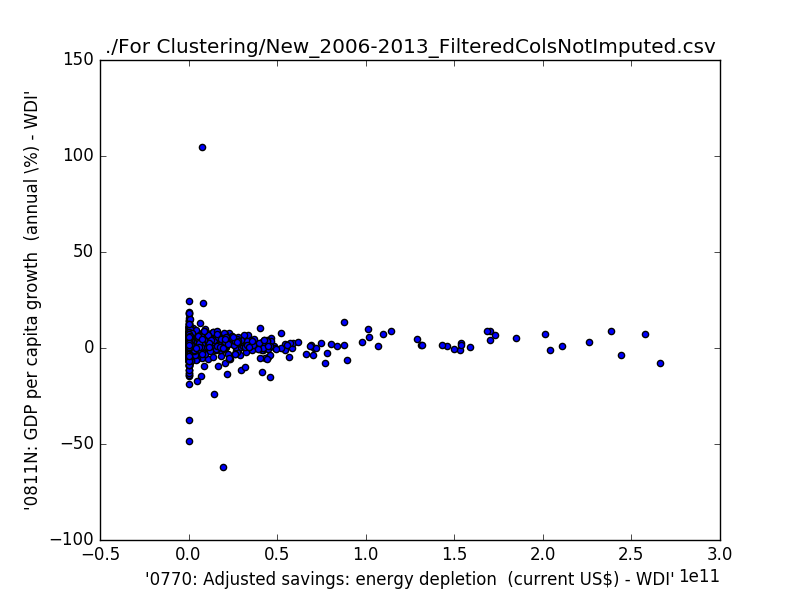 ./For Clustering/New_2006-2013_FilteredColsNotImputed.csv
150
100
50
0
−50
−100
'0811N: GDP per capita growth  (annual \%) - WDI'
−0.5 0.0 0.5 1.0 1.5 2.0 2.5 3.0
'0770: Adjusted savings: energy depletion  (current US$) - WDI' 1e11